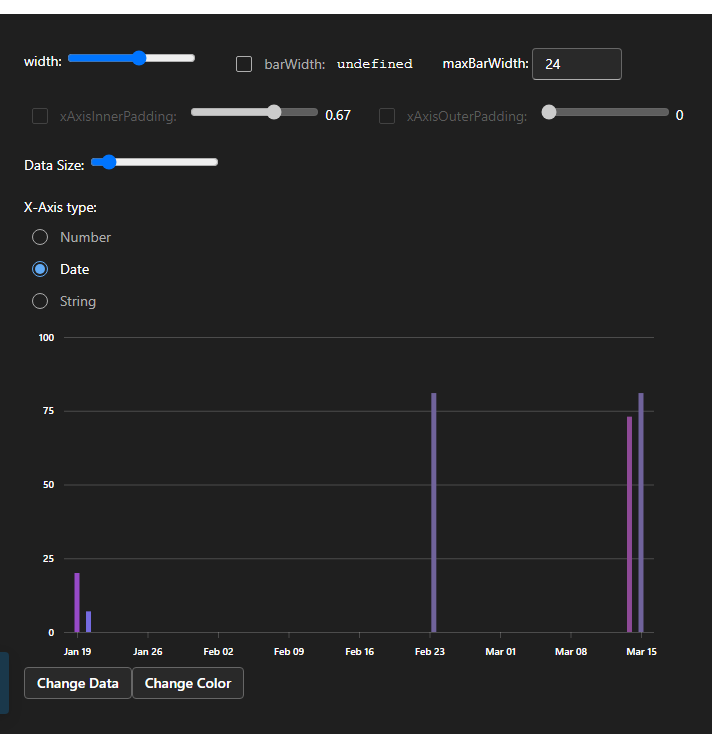 width: barWidth: undefined maxBarWidth: 24
xAxisInnerPadding: 0.67 xAxisOuterPadding: 0
Data Size:
X-Axis type:
Number
Date
String
100
75
50
25
0
Jan 19 Jan 26 Feb 02 Feb 09 Feb 16 Feb 23 Mar 01 Mar 08 Mar 15
Change Data Change Color